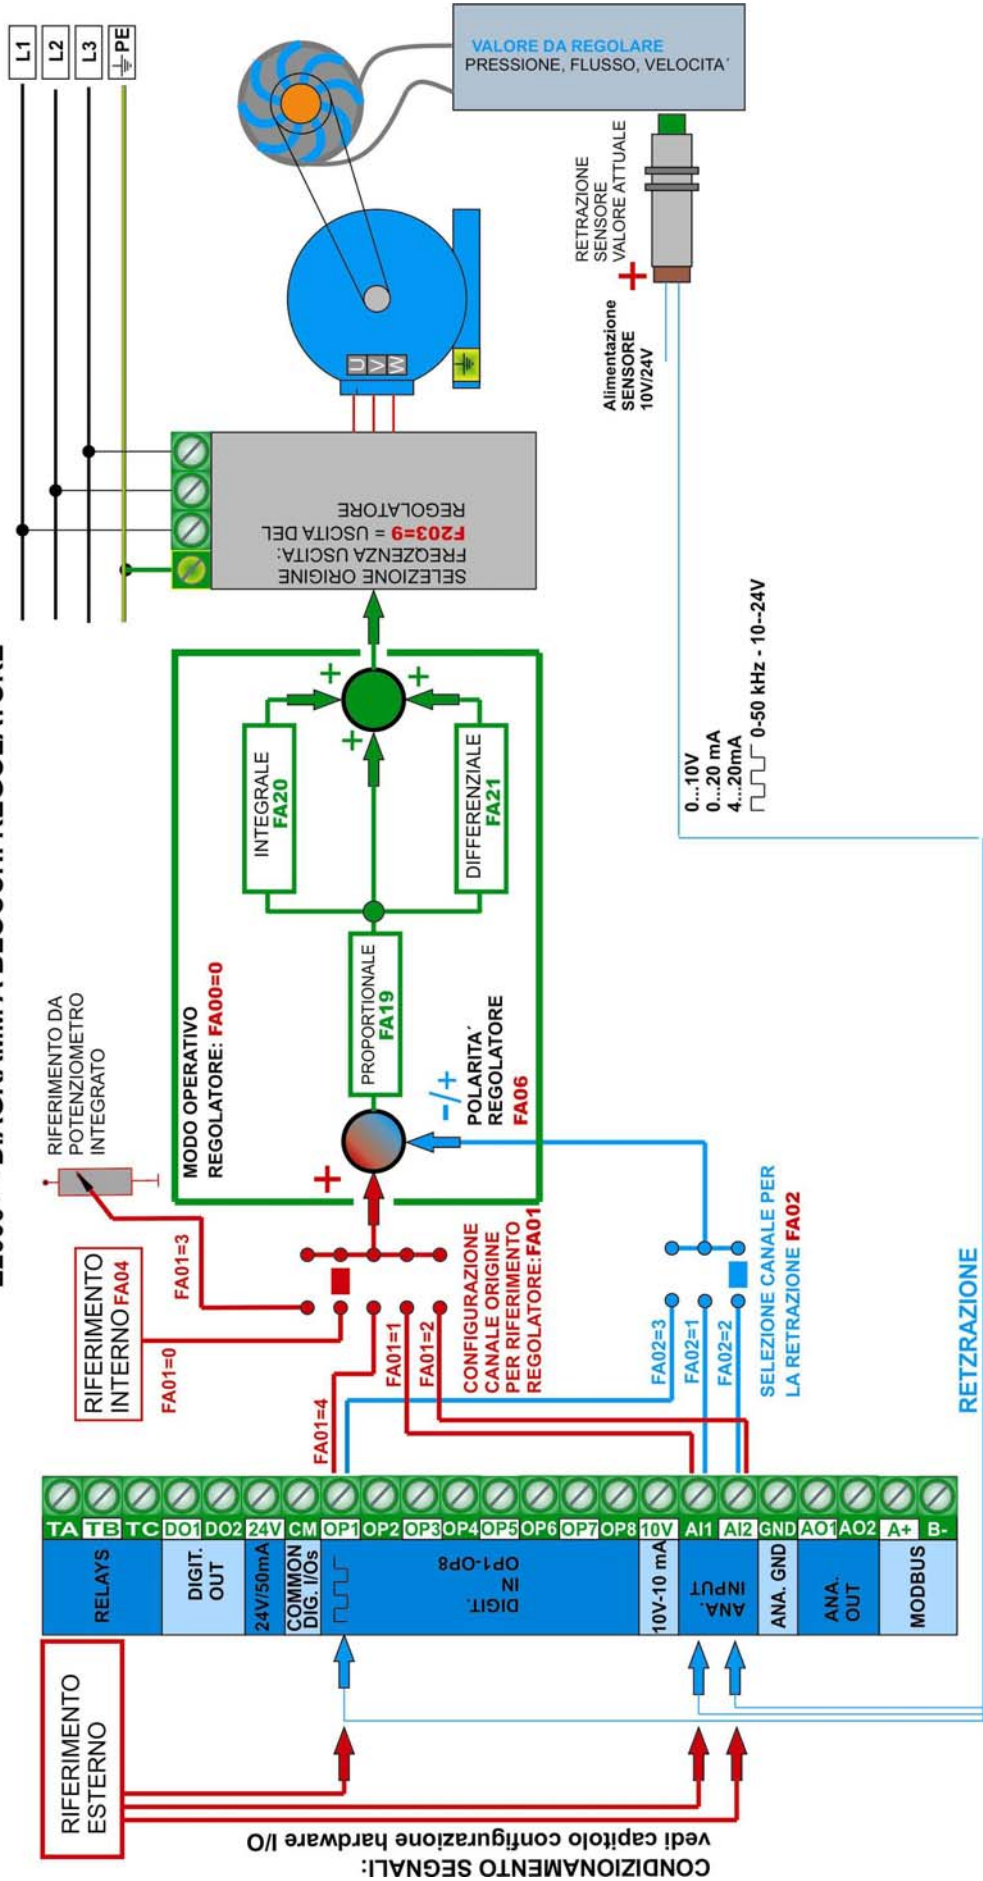 L1
L2
L3
PE
VALORE DA REGOLARE
PRESSIONE, FLUSSO, VELOCITA´
RETRAZIONE
SENSORE
VALORE ATTUALE
+
Alimentazione
SENSORE
10V/24V
U
V
W
SELEZIONE ORIGINE
FREQZENZA USCITA:
F203=9 = USCITA DEL
REGOLATORE
0...10V
0...20 mA
4...20mA
0-50 kHz - 10--24V
MODO OPERATIVO
REGOLATORE: FA00=0
INTEGRALE
FA20
PROPORTIONALE
FA19
DIFFERENZIALE
FA21
+
+
+
+
-/+
POLARITA´
REGOLATORE
FA06
RIFERIMENTO DA
POTENZIOMETRO
INTEGRATO
RIFERIMENTO
INTERNO FA04
FA01=3
FA01=0
FA01=4
FA01=1
FA01=2
CONFIGURAZIONE
CANALE ORIGINE
PER RIFERIMENTO
REGOLATORE:FA01
FA02=3
FA02=1
FA02=2
SELEZIONE CANALE PER
LA RETRAZIONE FA02
RETZRAZIONE
TA TB TC DO1 DO2 24V CM OP1 OP2 OP3 OP4 OP5 OP6 OP7 OP8 10V AI1 AI2 GND AO1 AO2 A+ B-
RELAYS
DIGIT.
OUT
24V/50mA
COMMON
DIG. I/Os
DIGIT.
IN
OP1-OP8
10V-10 mA
ANA.
INPUT
ANA. GND
ANA.
OUT
MODBUS
RIFERIMENTO
ESTERNO
CONDIZIONAMENTO SEGNALI:
vedi capitolo configurazione hardware I/O